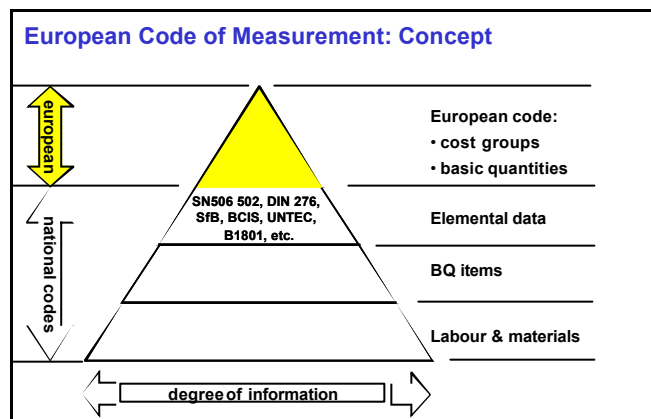 European Code of Measurement: Concept
european
European code:
• cost groups
• basic quantities
SN506 502, DIN 276,
SfB, BCIS, UNTEC,
B1801, etc.
Elemental data
national codes
BQ items
Labour & materials
degree of information